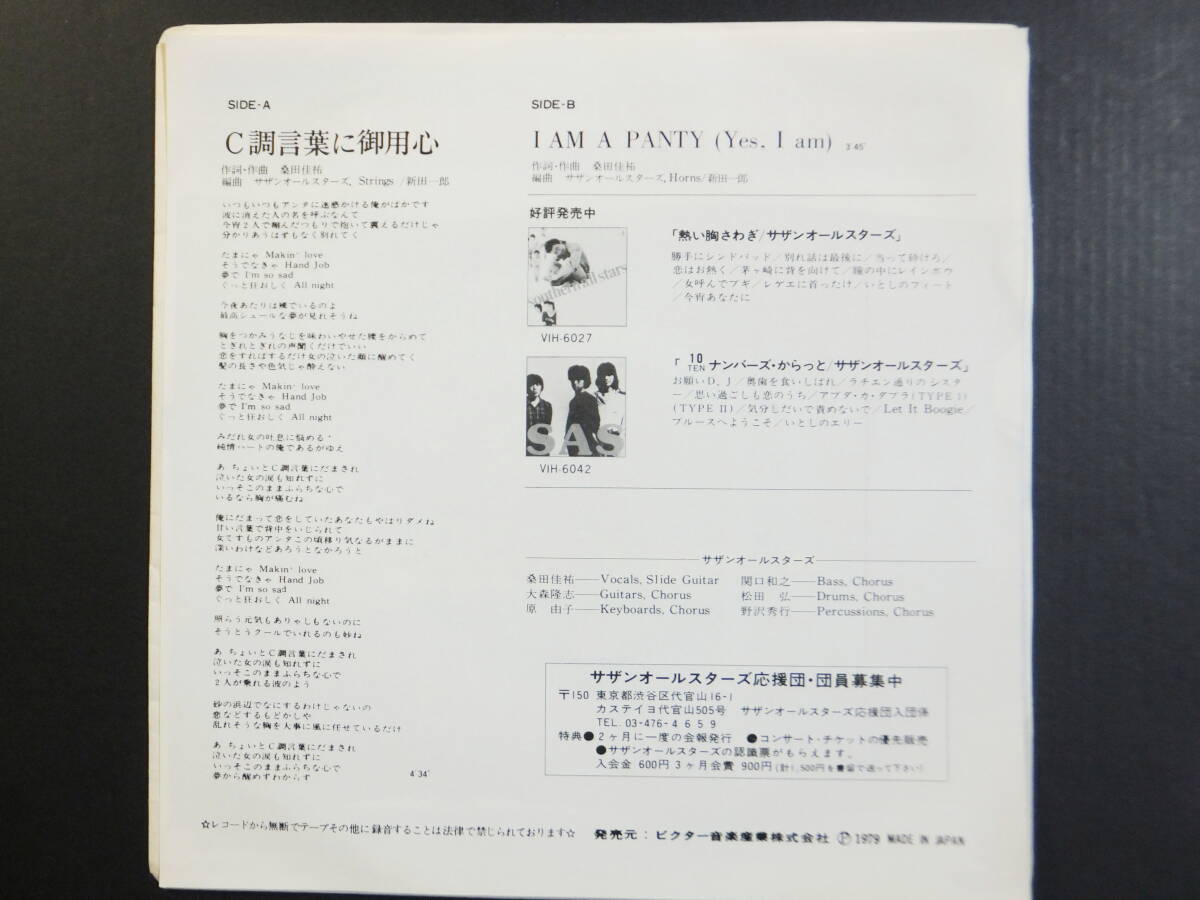 SIDE-A
C調言葉に御用心
作詞・作曲 桑田佳祐
編曲 サザンオールスターズ, Strings / 新田一郎
いつもいつもアンタに迷惑かける俺がばかです
波に消えた人の名を呼ぶなんて
今宵2人で翔んだつもりで抱いて震えるだけじゃ
分かりあうはずもなく別れてく
たまにゃ Makin' love
そうでなきゃ Hand Job
夢で I'm so sad
ぐっと狂おしく All night
今夜あたりは裸でいるのよ
最高シュールな夢が見れそうね
胸をつかみうなじを味わいやせた腰をからめて
とぎれとぎれの声聞くだけでいい
恋をすればするだけ女の泣いた顔に醒めてく
髪の長さや色気じゃ酔えない
たまにゃ Makin' love
そうでなきゃ Hand Job
夢で I'm so sad
ぐっと狂おしく All night
みだれ女の吐息に悩める
純情ハートの俺であるがゆえ
あ ちょいとC調言葉にだまされ
泣いた女の涙も知れずに
いっそこのままふらちな心で
いるなら胸が痛むね
俺にだまって恋をしていたあなたもやはりダメね
甘い言葉で背中をいじられて
女てすものアンタこの頃移り気なるがままに
深いわけなどあろうとなかろうと
たまにゃ Makin' love
そうでなきゃ Hand Job
夢で I'm so sad
ぐっと狂おしく All night
照らう元気もありゃしもないのに
そうとうクールでいれるのも妙ね
あ ちょいとC調言葉にだまされ
泣いた女の涙も知れずに
いっそこのままふらちな心で
2人が乗れる波のよう
砂の浜辺でなにするわけじゃないの
恋などするもどかしや
乱れそうな胸を大事に風に任せているだけ
あ ちょいとC調言葉にだまされ
泣いた女の涙も知れずに
いっそこのままふらちな心で
夢から醒めずわからず
4'34"
SIDE-B
I AM A PANTY (Yes, I am) 3'45"
作詞・作曲 桑田佳祐
編曲 サザンオールスターズ, Horns/新田一郎
好評発売中
southern all stars
VIH-6027
「熱い胸さわぎ/サザンオールスターズ」
勝手にシンドバッド/別れ話は最後に/当って砕けろ/
恋はお熱く/茅ヶ崎に背を向けて/瞳の中にレインボウ
/女呼んでブギ/レゲエに首ったけ/いとしのフィート
/今宵あなたに
SAS
VIH-6042
「10 TEN ナンバーズ・からっと/サザンオールスターズ」
お願いD.J/奥歯を食いしばれ/ラチエン通りのシスタ
ー/思い過ごしも恋のうち/アブダ・カ・ダブラ(TYPE I)
(TYPE II)/気分しだいで責めないで/Let It Boogie/
ブルースへようこそ/いとしのエリー
サザンオールスターズ
桑田佳祐──Vocals, Slide Guitar 関口和之──Bass, Chorus
大森隆志──Guitars, Chorus 松田 弘──Drums, Chorus
原 由子──Keyboards, Chorus 野沢秀行──Percussions, Chorus
サザンオールスターズ応援団・団員募集中
〒150 東京都渋谷区代官山16-1
カステイヨ代官山505号 サザンオールスターズ応援団入団係
TEL. 03-476-4659
特典●2ヶ月に一度の会報発行 ●コンサート・チケットの優先販売
●サザンオールスターズの認識票がもらえます。
入会金 600円 3ヶ月会費 900円 (計1,500円を書留で送って下さい)
☆レコードから無断でテープその他に録音することは法律で禁じられております☆ 発売元：ビクター音楽産業株式会社 Ⓟ1979 MADE IN JAPAN